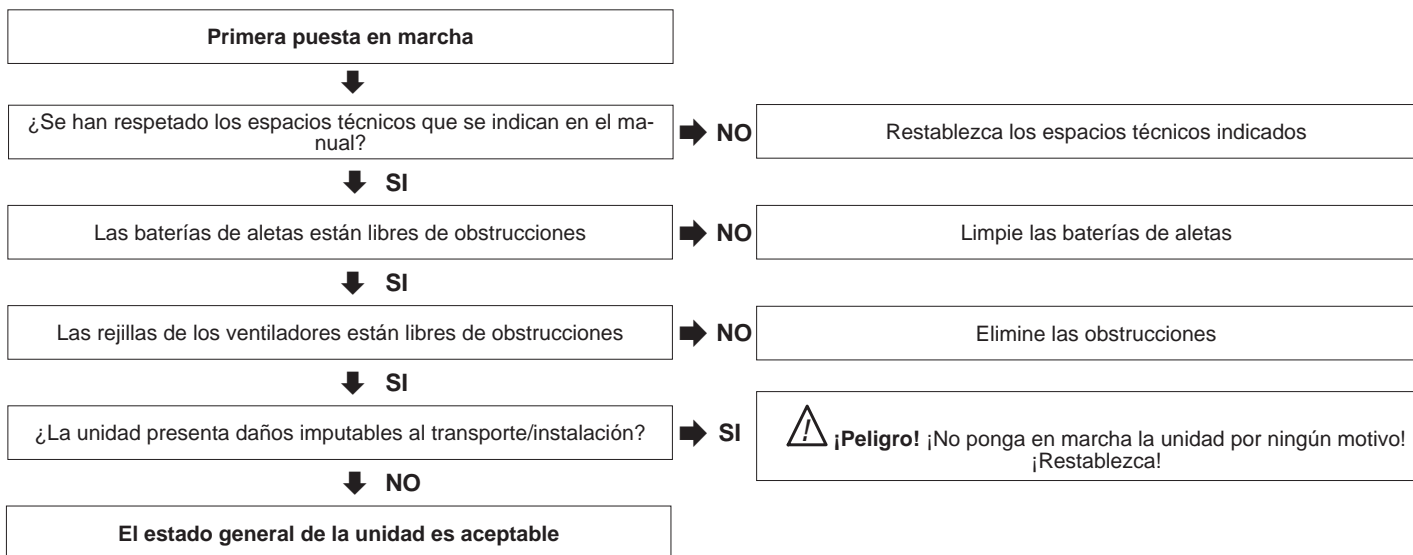 Primera puesta en marcha
¿Se han respetado los espacios técnicos que se indican en el ma-
nual?
NO
Restablezca los espacios técnicos indicados
SI
Las baterías de aletas están libres de obstrucciones
NO
Limpie las baterías de aletas
SI
Las rejillas de los ventiladores están libres de obstrucciones
NO
Elimine las obstrucciones
SI
¿La unidad presenta daños imputables al transporte/instalación?
SI
¡Peligro! ¡No ponga en marcha la unidad por ningún motivo!
¡Restablezca!
NO
El estado general de la unidad es aceptable